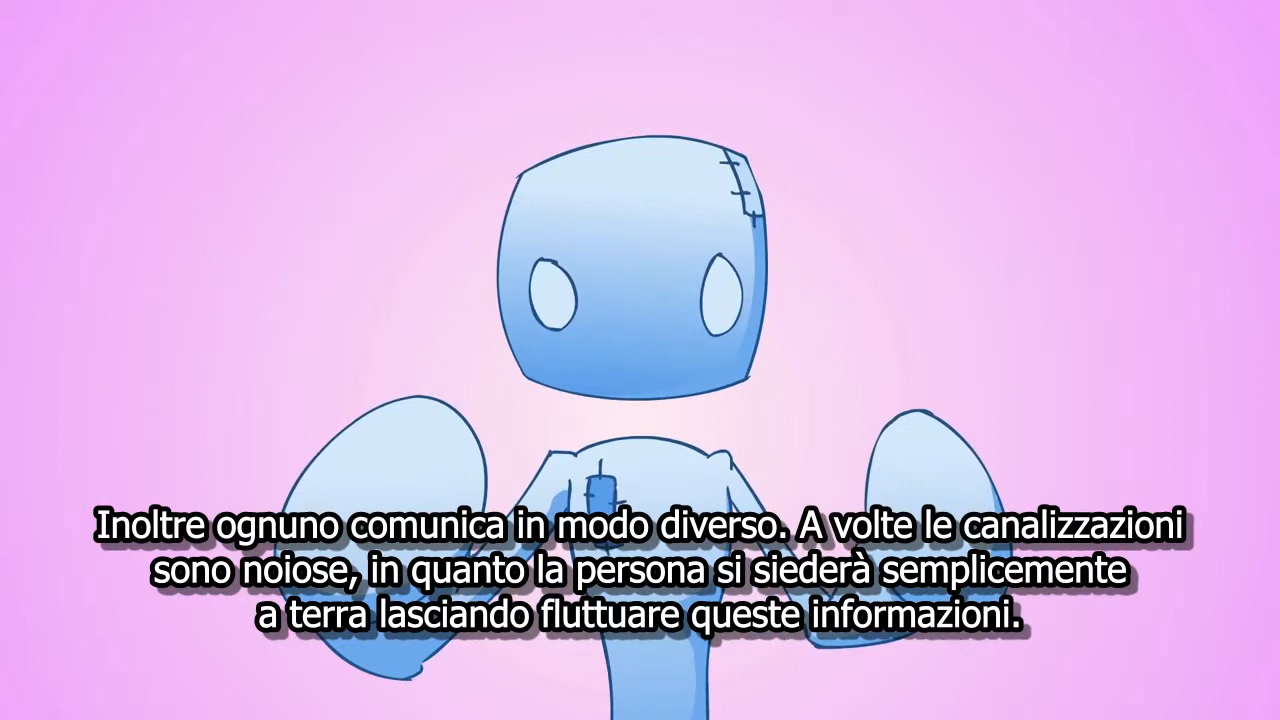 Inoltre ognuno comunica in modo diverso. A volte le canalizzazioni
sono noiose, in quanto la persona si siederà semplicemente
a terra lasciando fluttuare queste informazioni.